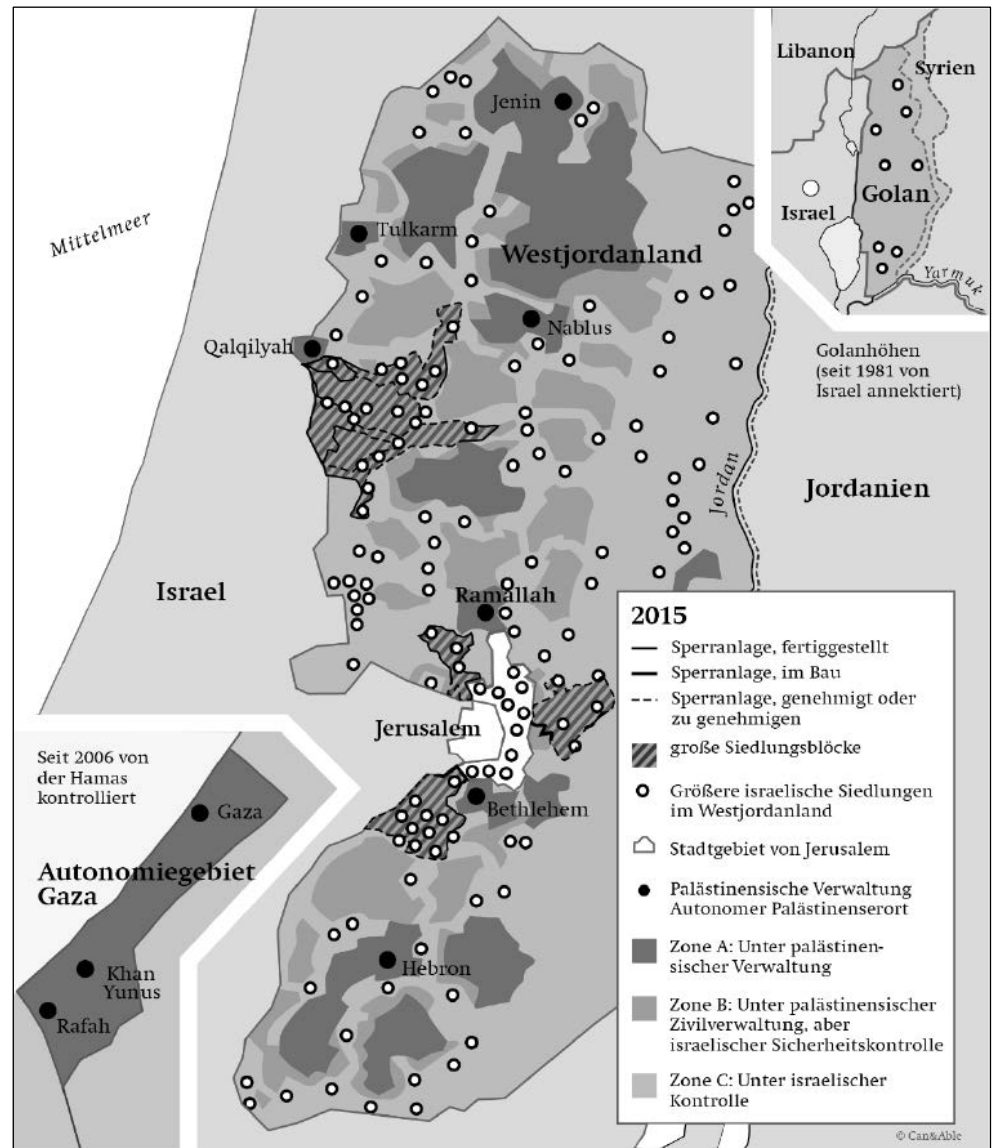 Libanon
Syrien
Golan
Israel
Yarmuk
Golanhöhen
(seit 1981 von
Israel annektiert)
Mittelmeer
Jenin
Tulkarm
Westjordanland
Nablus
Qalqilyah
Jordan
Jordanien
Israel
Ramallah
Jerusalem
Bethlehem
Hebron
Seit 2006 von
der Hamas
kontrolliert
Gaza
Autonomiegebiet
Gaza
Khan
Yunus
Rafah
2015
Sperranlage, fertiggestellt
Sperranlage, im Bau
Sperranlage, genehmigt oder
zu genehmigen
große Siedlungsblöcke
Größere israelische Siedlungen
im Westjordanland
Stadtgebiet von Jerusalem
Palästinensische Verwaltung
Autonomer Palästinenserort
Zone A: Unter palästinen-
sischer Verwaltung
Zone B: Unter palästinensischer
Zivilverwaltung, aber
israelischer Sicherheitskontrolle
Zone C: Unter israelischer
Kontrolle
© Can&Able